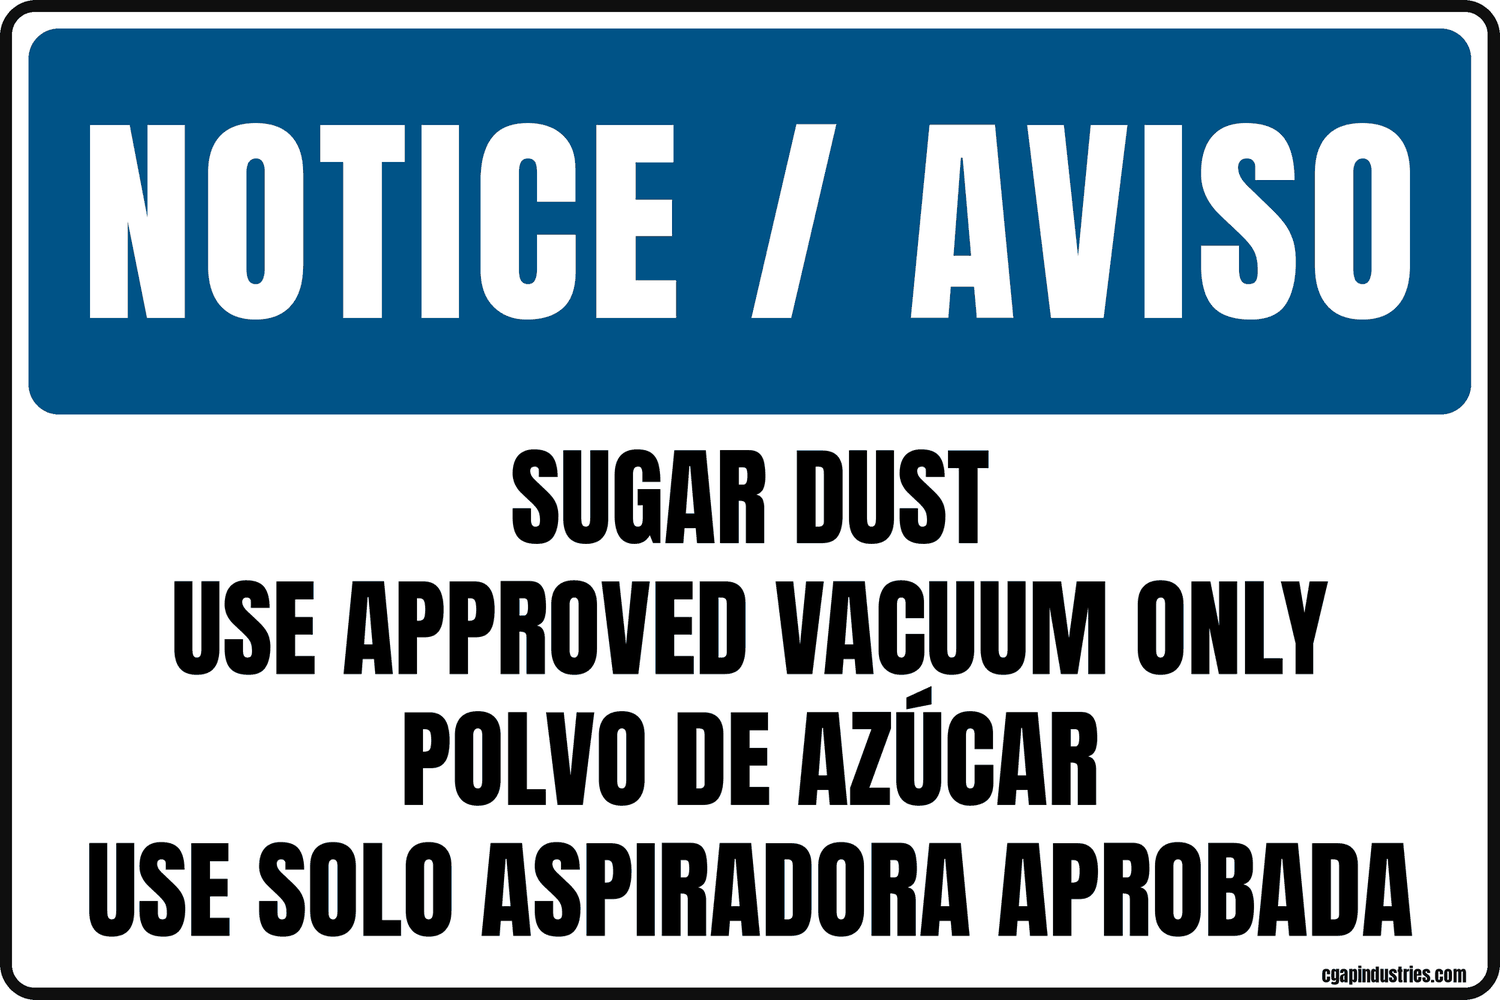 NOTICE / AVISO
SUGAR DUST
USE APPROVED VACUUM ONLY
POLVO DE AZÚCAR
USE SOLO ASPIRADORA APROBADA
cgapindustries.com